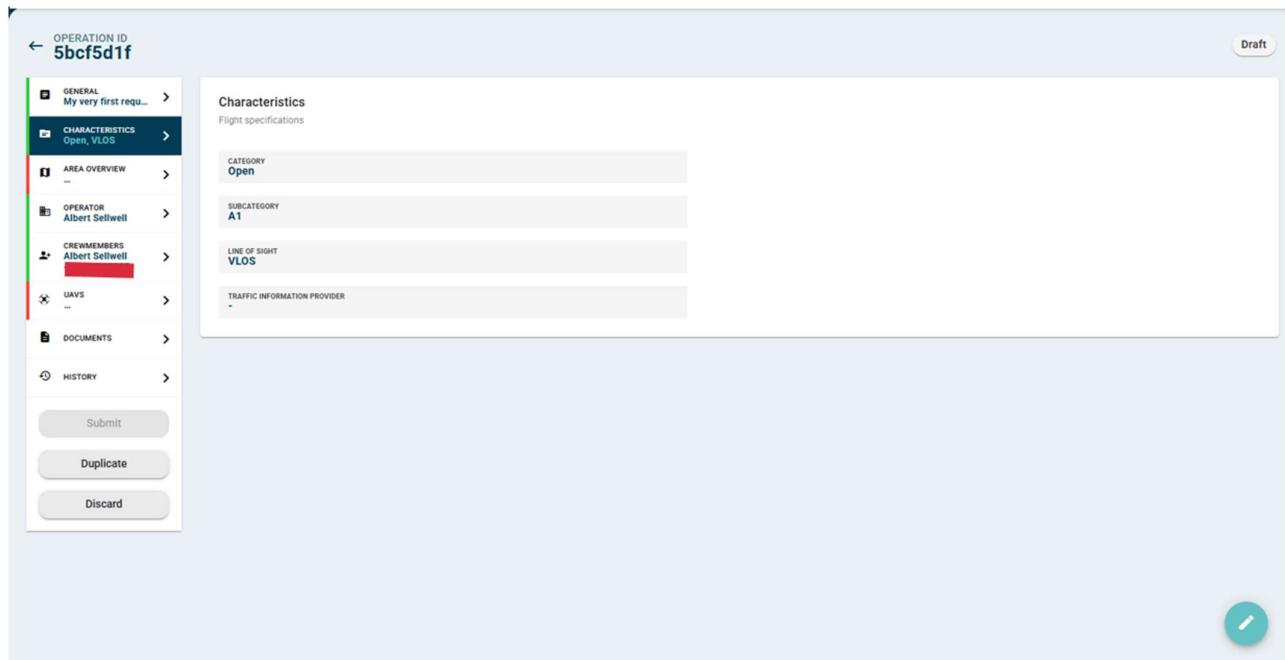 OPERATION ID
5bcf5d1f
Draft
GENERAL
My very first requ...
CHARACTERISTICS
Open, VLOS
AREA OVERVIEW
...
OPERATOR
Albert Sellwell
CREWMEMBERS
Albert Sellwell
UAVS
...
DOCUMENTS
HISTORY
Submit
Duplicate
Discard
Characteristics
Flight specifications
CATEGORY
Open
SUBCATEGORY
A1
LINE OF SIGHT
VLOS
TRAFFIC INFORMATION PROVIDER
-